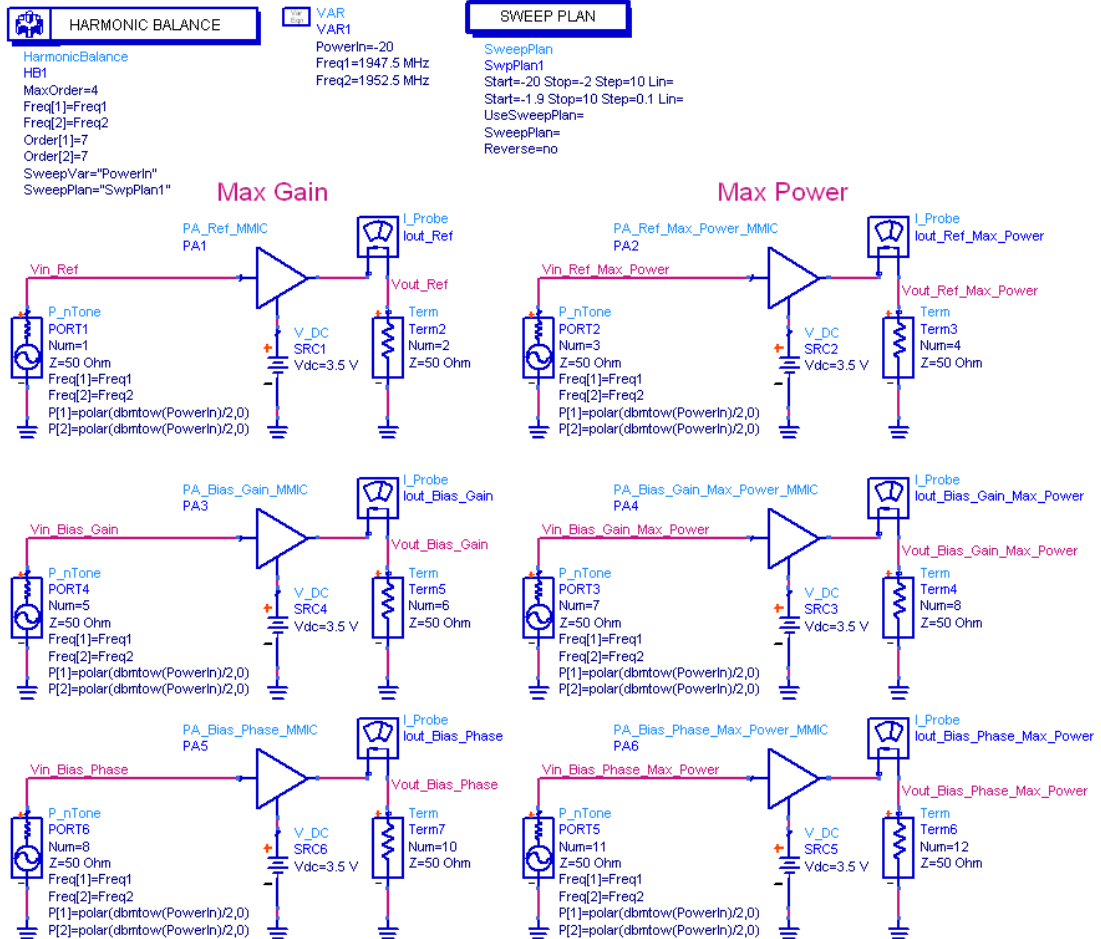 HARMONIC BALANCE
HarmonicBalance
HB1
MaxOrder=4
Freq[1]=Freq1
Freq[2]=Freq2
Order[1]=7
Order[2]=7
SweepVar="PowerIn"
SweepPlan="SwpPlan1"
Var
Eqn
VAR
VAR1
PowerIn=-20
Freq1=1947.5 MHz
Freq2=1952.5 MHz
SWEEP PLAN
SweepPlan
SwpPlan1
Start=-20 Stop=-2 Step=10 Lin=
Start=-1.9 Stop=10 Step=0.1 Lin=
UseSweepPlan=
SweepPlan=
Reverse=no
Max Gain
PA_Ref_MMIC
PA1
I_Probe
Iout_Ref
Vin_Ref
Vout_Ref
P_nTone
PORT1
Num=1
Z=50 Ohm
Freq[1]=Freq1
Freq[2]=Freq2
P[1]=polar(dbmtow(PowerIn)/2,0)
P[2]=polar(dbmtow(PowerIn)/2,0)
V_DC
SRC1
Vdc=3.5 V
Term
Term2
Num=2
Z=50 Ohm
Max Power
PA_Ref_Max_Power_MMIC
PA2
I_Probe
Iout_Ref_Max_Power
Vin_Ref_Max_Power
Vout_Ref_Max_Power
P_nTone
PORT2
Num=3
Z=50 Ohm
Freq[1]=Freq1
Freq[2]=Freq2
P[1]=polar(dbmtow(PowerIn)/2,0)
P[2]=polar(dbmtow(PowerIn)/2,0)
V_DC
SRC2
Vdc=3.5 V
Term
Term3
Num=4
Z=50 Ohm
PA_Bias_Gain_MMIC
PA3
I_Probe
Iout_Bias_Gain
Vin_Bias_Gain
Vout_Bias_Gain
P_nTone
PORT4
Num=5
Z=50 Ohm
Freq[1]=Freq1
Freq[2]=Freq2
P[1]=polar(dbmtow(PowerIn)/2,0)
P[2]=polar(dbmtow(PowerIn)/2,0)
V_DC
SRC4
Vdc=3.5 V
Term
Term5
Num=6
Z=50 Ohm
PA_Bias_Gain_Max_Power_MMIC
PA4
I_Probe
Iout_Bias_Gain_Max_Power
Vin_Bias_Gain_Max_Power
Vout_Bias_Gain_Max_Power
P_nTone
PORT3
Num=7
Z=50 Ohm
Freq[1]=Freq1
Freq[2]=Freq2
P[1]=polar(dbmtow(PowerIn)/2,0)
P[2]=polar(dbmtow(PowerIn)/2,0)
V_DC
SRC3
Vdc=3.5 V
Term
Term4
Num=8
Z=50 Ohm
PA_Bias_Phase_MMIC
PA5
I_Probe
Iout_Bias_Phase
Vin_Bias_Phase
Vout_Bias_Phase
P_nTone
PORT6
Num=8
Z=50 Ohm
Freq[1]=Freq1
Freq[2]=Freq2
P[1]=polar(dbmtow(PowerIn)/2,0)
P[2]=polar(dbmtow(PowerIn)/2,0)
V_DC
SRC6
Vdc=3.5 V
Term
Term7
Num=10
Z=50 Ohm
PA_Bias_Phase_Max_Power_MMIC
PA6
I_Probe
Iout_Bias_Phase_Max_Power
Vin_Bias_Phase_Max_Power
Vout_Bias_Phase_Max_Power
P_nTone
PORT5
Num=11
Z=50 Ohm
Freq[1]=Freq1
Freq[2]=Freq2
P[1]=polar(dbmtow(PowerIn)/2,0)
P[2]=polar(dbmtow(PowerIn)/2,0)
V_DC
SRC5
Vdc=3.5 V
Term
Term6
Num=12
Z=50 Ohm